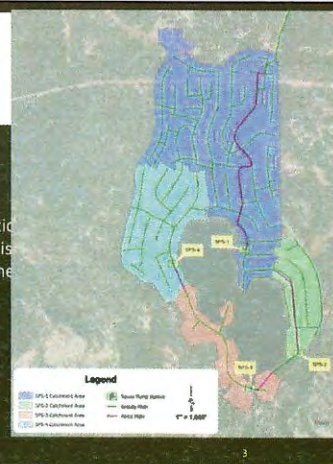 SPS-1
SPS-4
SPS-2
SPS-3
Legend
SPS-1 Catchment Area
SPS-2 Catchment Area
SPS-3 Catchment Area
SPS-4 Catchment Area
Sewer Pump Station
Gravity Main
Force Main
1" = 1,000'
3